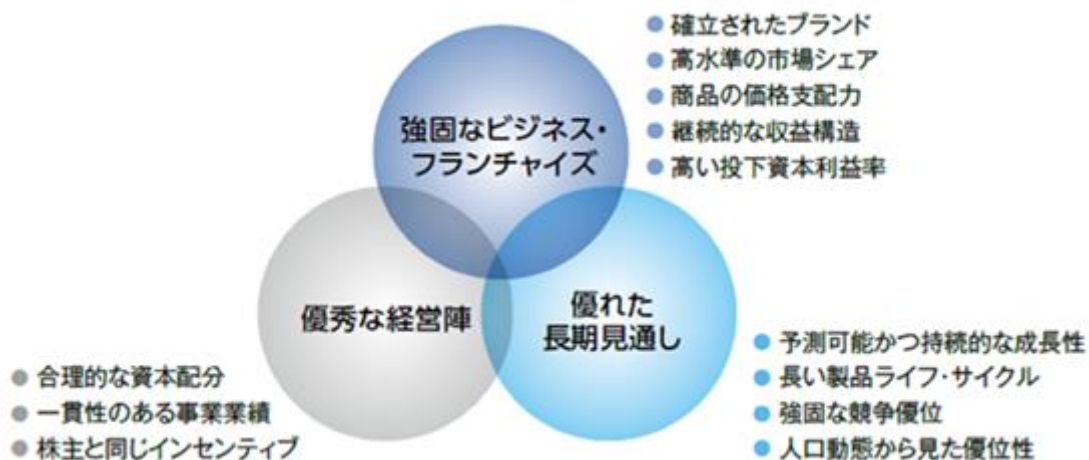 強固なビジネス・
フランチャイズ
● 確立されたブランド
● 高水準の市場シェア
● 商品の価格支配力
● 継続的な収益構造
● 高い投下資本利益率
優秀な経営陣
● 合理的な資本配分
● 一貫性のある事業業績
● 株主と同じインセンティブ
優れた
長期見通し
● 予測可能かつ持続的な成長性
● 長い製品ライフ・サイクル
● 強固な競争優位
● 人口動態から見た優位性